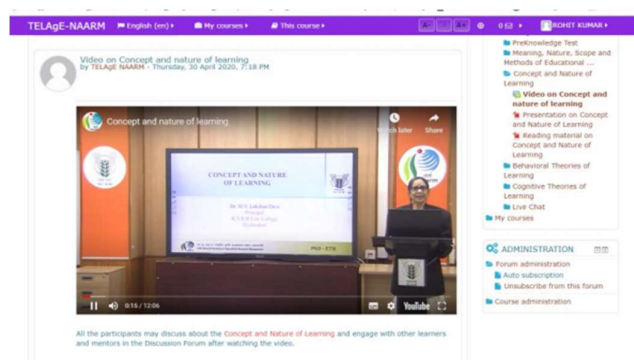 TELAgE-NAARM
English (en)
My courses
This course
A-
A+
0
ROHIT KUMAR
Video on Concept and nature of learning
by TELAgE NAARM - Thursday, 30 April 2020, 7:18 PM
Concept and nature of learning
Watch later
Share
CONCEPT AND NATURE
OF LEARNING
Principal
Hyderabad
0:15 / 12:06
YouTube
All the participants may discuss about the Concept and Nature of Learning and engage with other learners
and mentors in the Discussion Forum after watching the video.
PreKnowledge Test
Meaning, Nature, Scope and
Methods of Educational ...
Concept and Nature of
Learning
Video on Concept and
nature of learning
Presentation on Concept
and Nature of Learning
Reading material on
Concept and Nature of
Learning
Behavioral Theories of
Learning
Cognitive Theories of
Learning
Live Chat
My courses
ADMINISTRATION
Forum administration
Auto subscription
Unsubscribe from this forum
Course administration